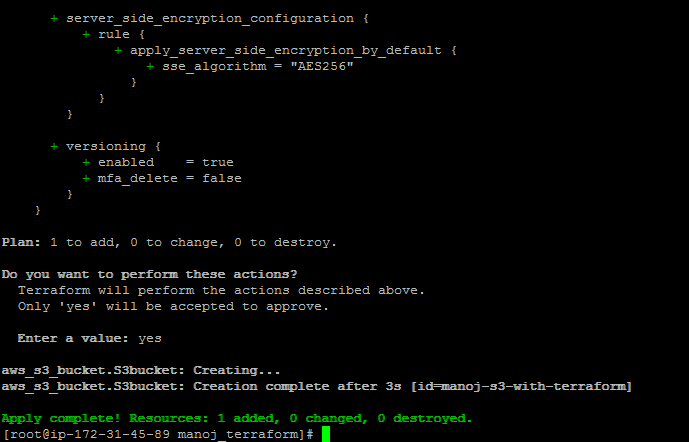 + server_side_encryption_configuration {
+ rule {
+ apply_server_side_encryption_by_default {
+ sse_algorithm = "AES256"
}
}
}
+ versioning {
+ enabled    = true
+ mfa_delete = false
}
}
Plan: 1 to add, 0 to change, 0 to destroy.
Do you want to perform these actions?
Terraform will perform the actions described above.
Only 'yes' will be accepted to approve.
Enter a value: yes
aws_s3_bucket.S3bucket: Creating...
aws_s3_bucket.S3bucket: Creation complete after 3s [id=manoj-s3-with-terraform]
Apply complete! Resources: 1 added, 0 changed, 0 destroyed.
[root@ip-172-31-45-89 manoj_terraform]#